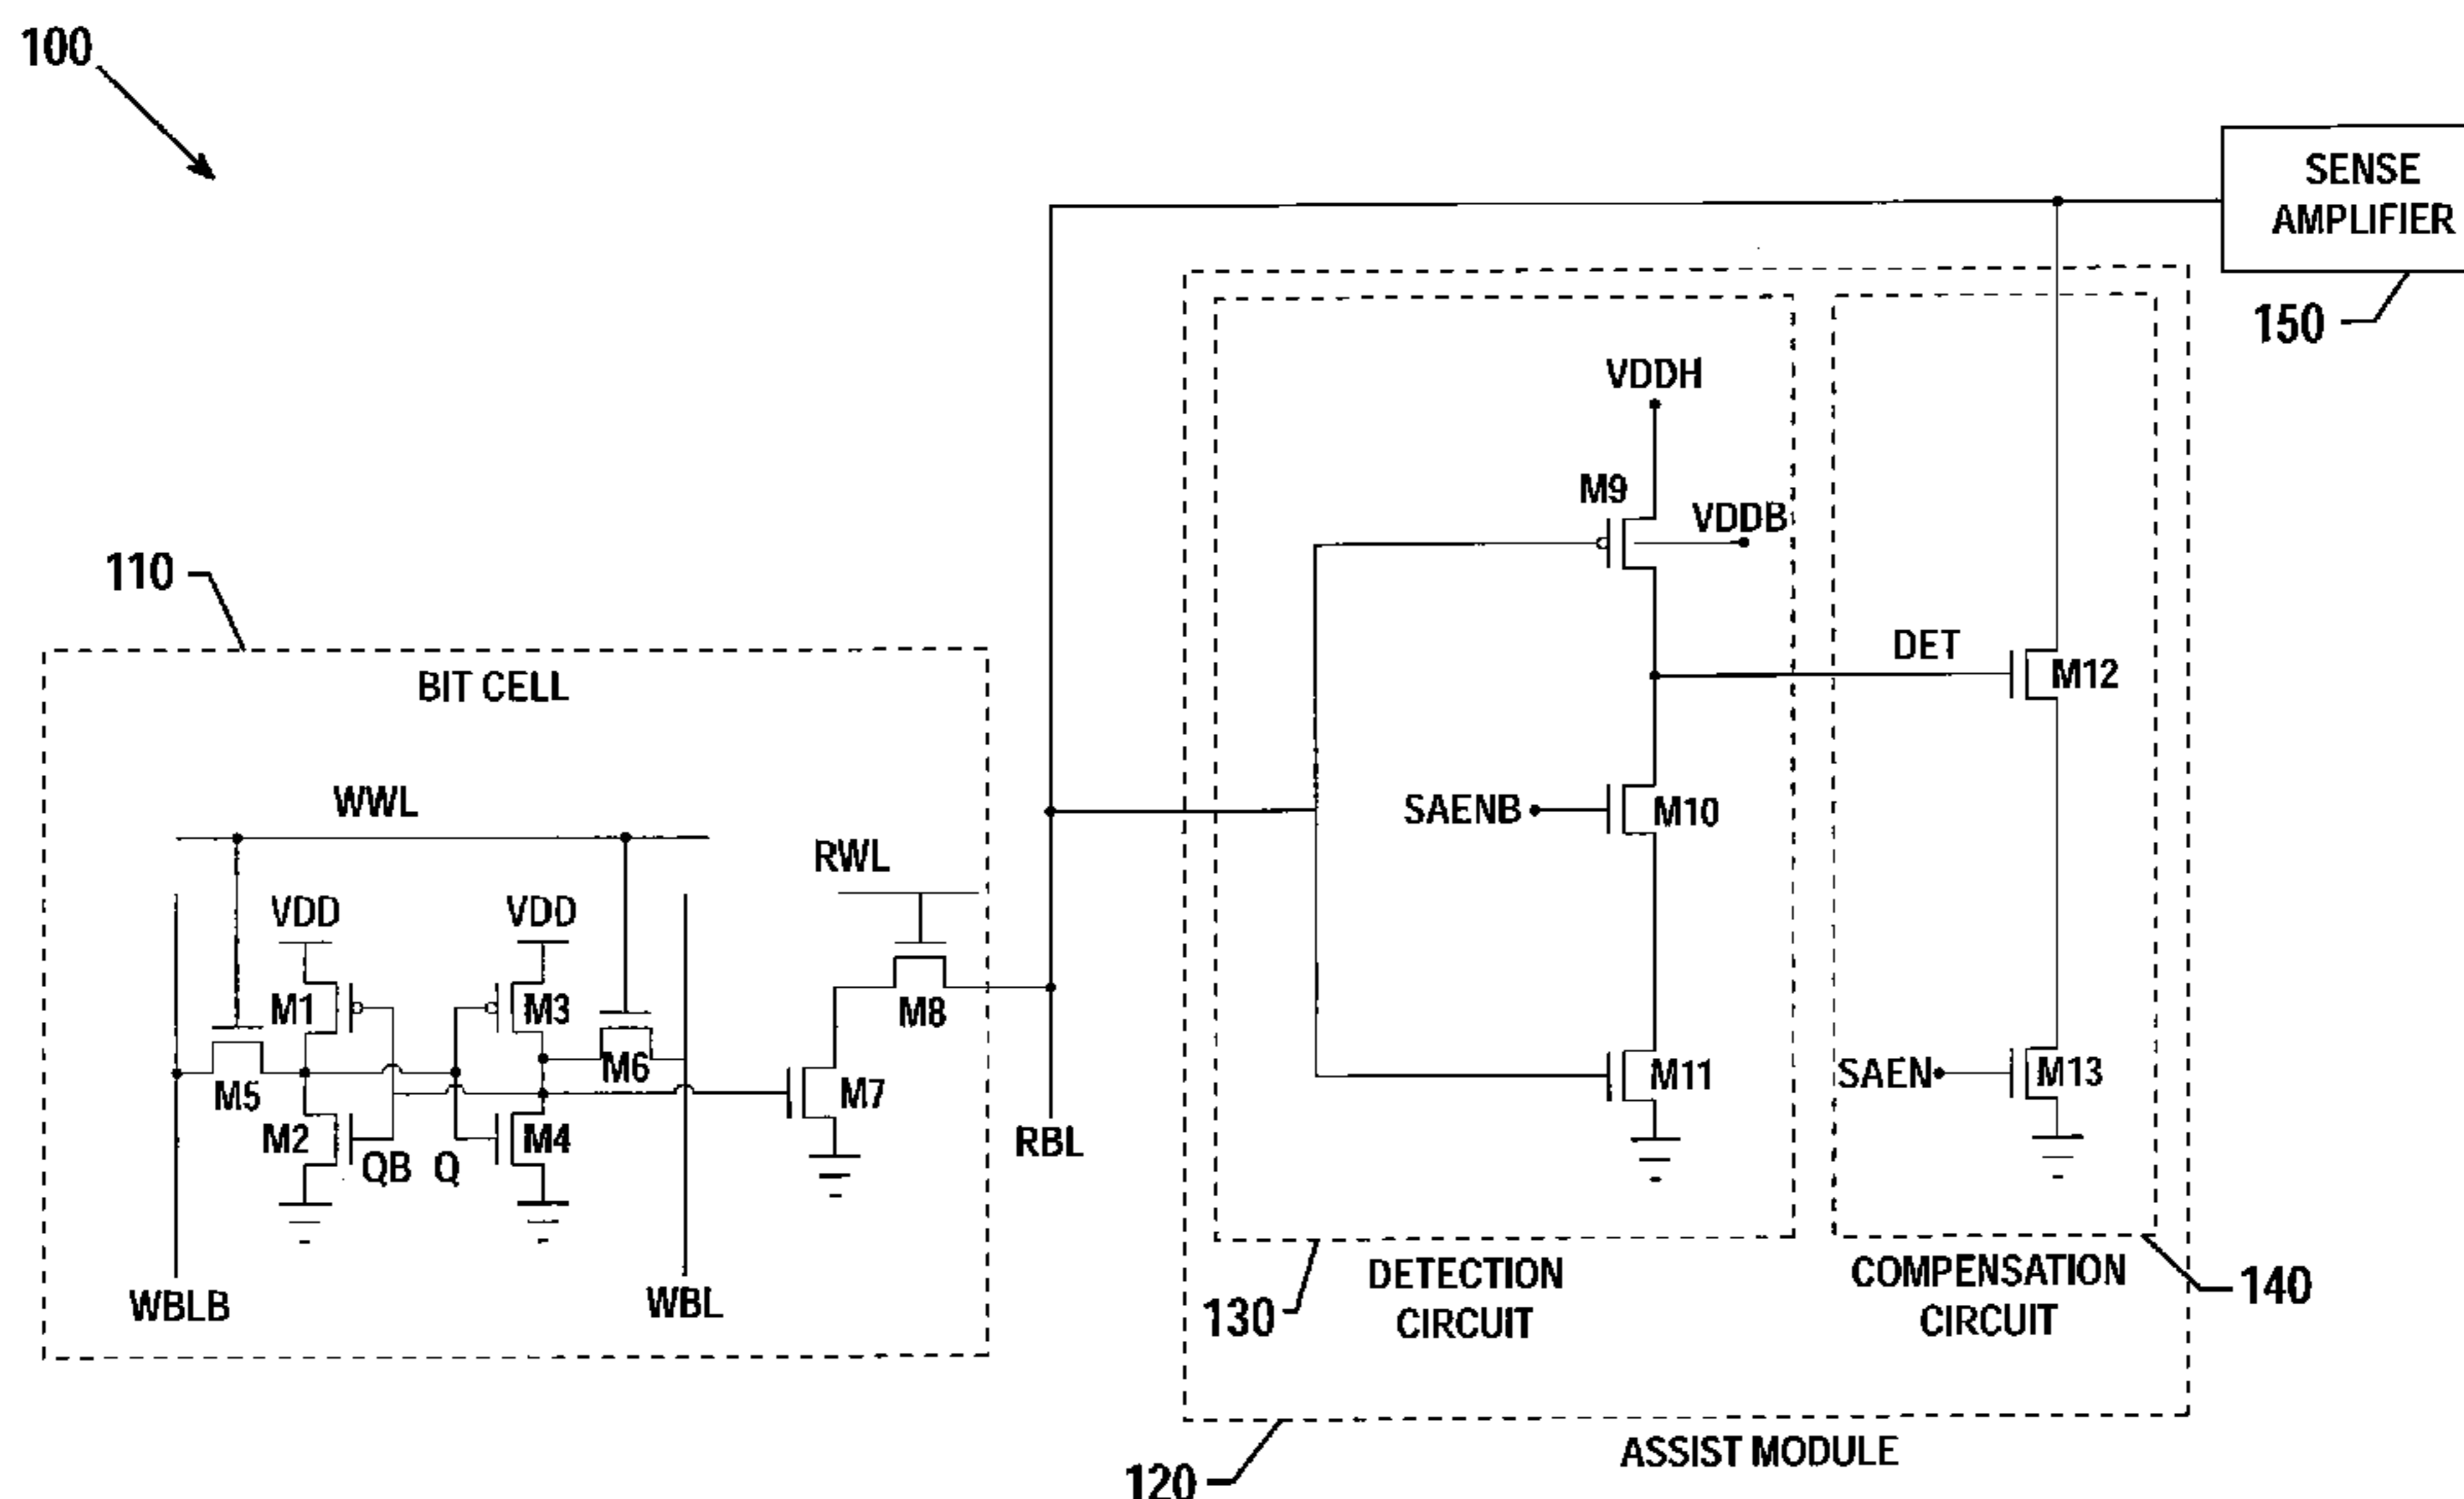 100
SENSE
AMPLIFIER
150
VDDH
M9
VDDB
110
DET
M12
BIT CELL
WWL
SAENB
M10
RWL
VDD
VDD
M1
M3
M8
M6
M5
M7
M11
SAEN
M13
M2
QB
Q
M4
RBL
WBLB
WBL
130
DETECTION
CIRCUIT
COMPENSATION
CIRCUIT
140
120
ASSIST MODULE